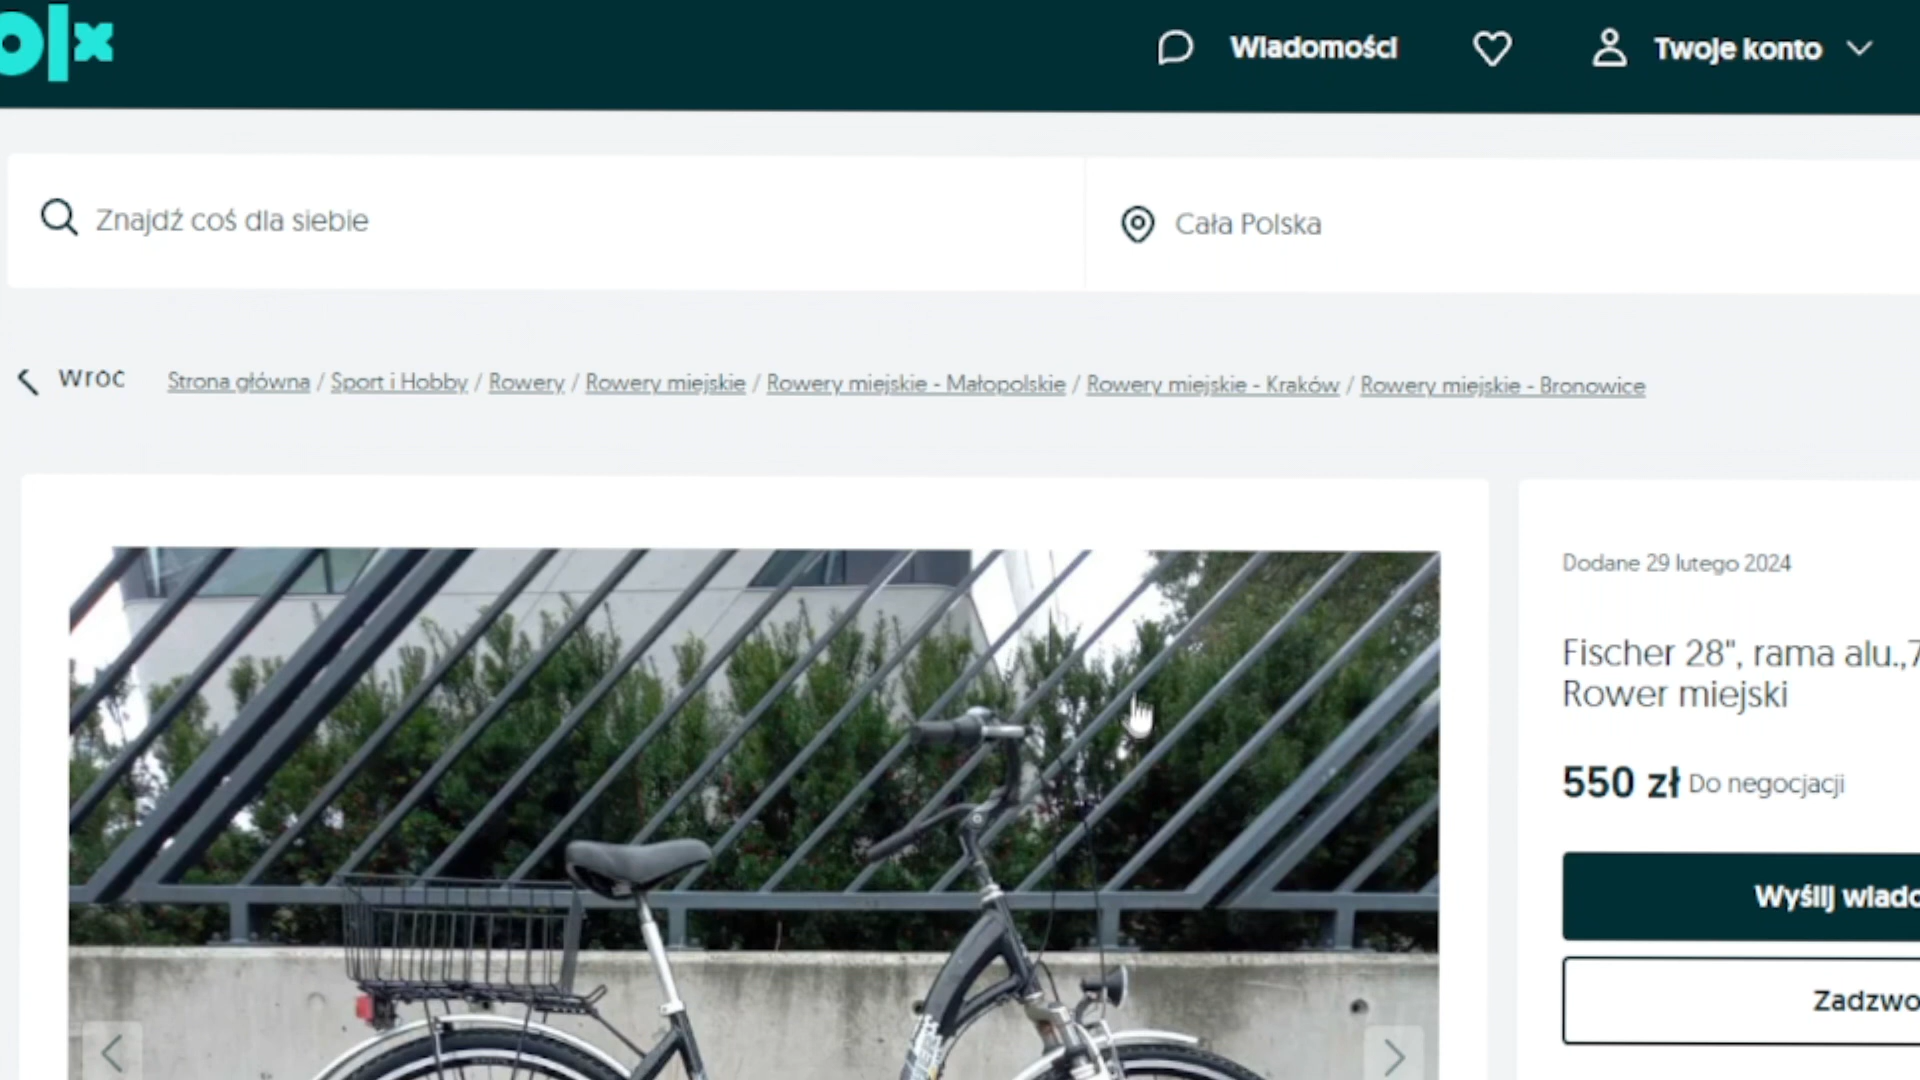 olx
Wiadomości
Twoje konto
Znajdź coś dla siebie
Cała Polska
Wróć
Strona główna / Sport i Hobby / Rowery / Rowery miejskie / Rowery miejskie - Małopolskie / Rowery miejskie - Kraków / Rowery miejskie - Bronowice
Dodane 29 lutego 2024
Fischer 28", rama alu.,7
Rower miejski
550 zł Do negocjacji
Wyślij